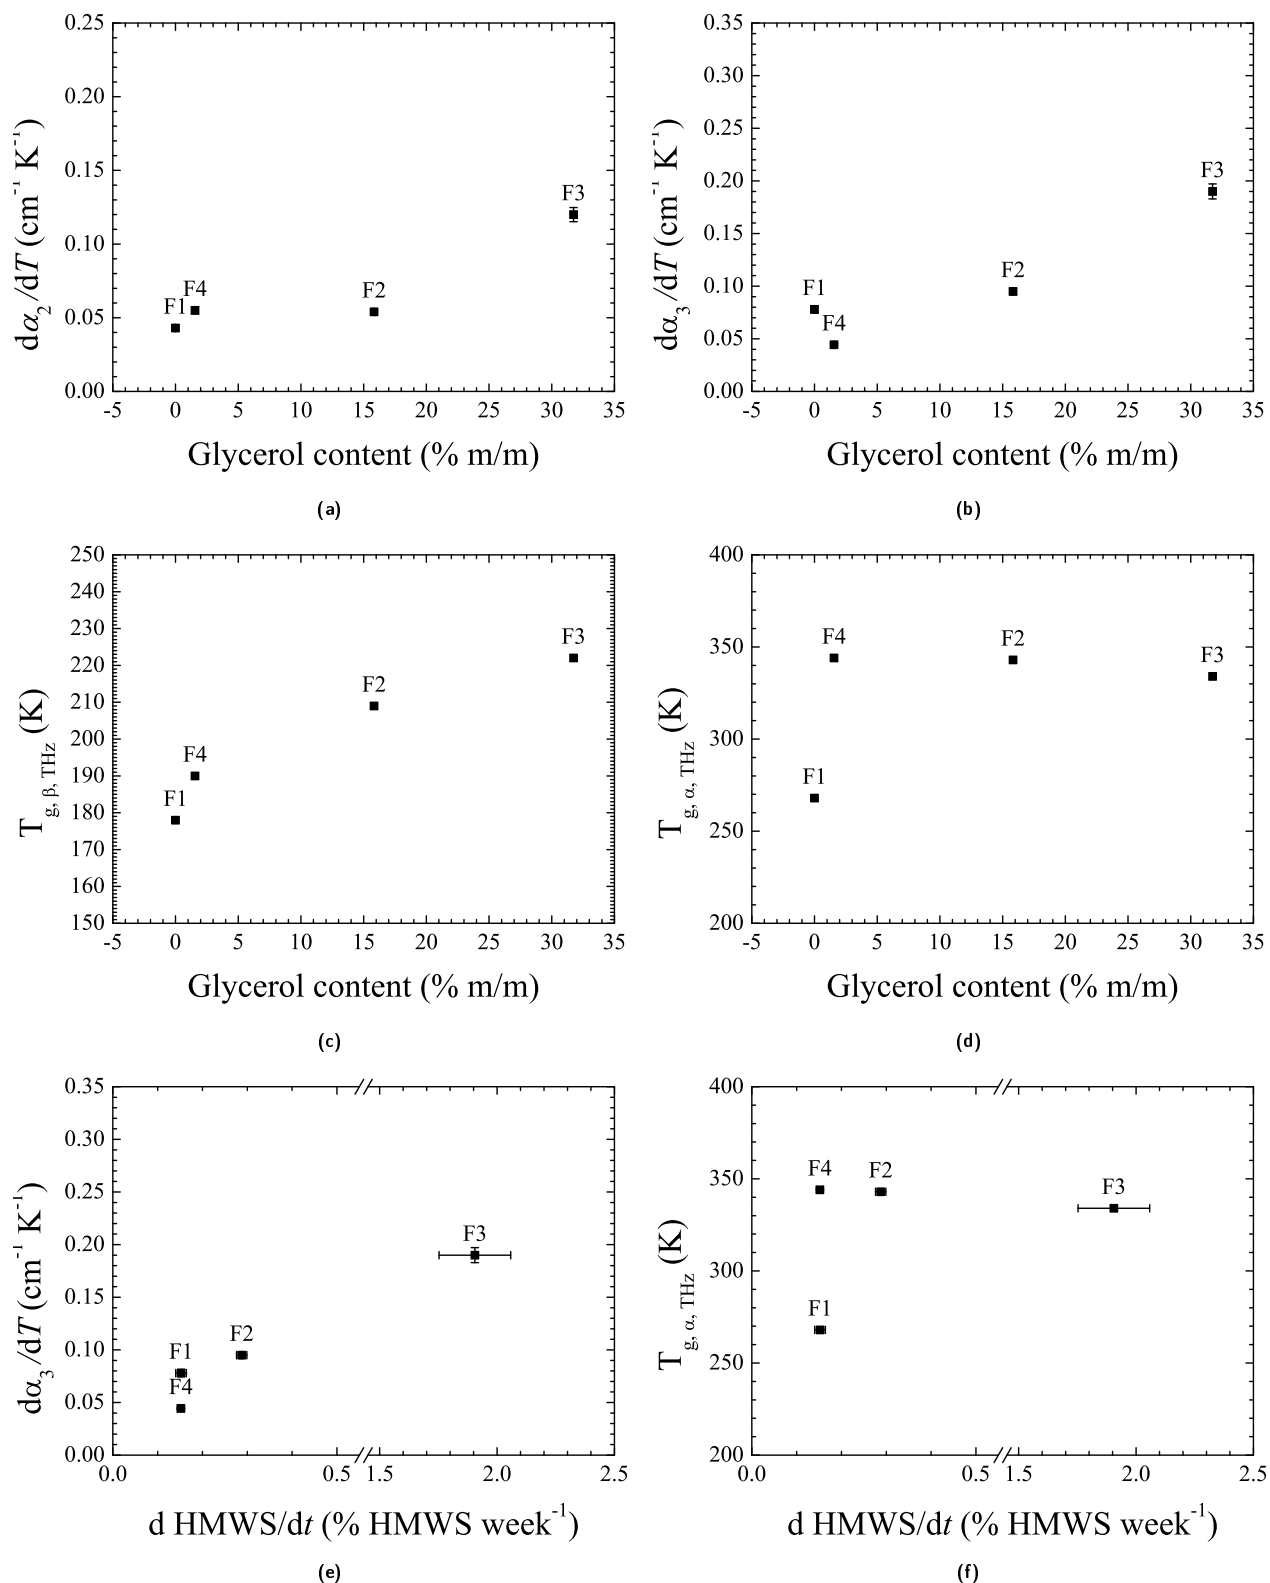 0.25
0.20
0.15
0.10
0.05
0.00
dα₂/dT (cm⁻¹ K⁻¹)
F1
F4
F2
F3
-5 0 5 10 15 20 25 30 35
Glycerol content (% m/m)
(a)
0.35
0.30
0.25
0.20
0.15
0.10
0.05
0.00
dα₃/dT (cm⁻¹ K⁻¹)
F1
F4
F2
F3
-5 0 5 10 15 20 25 30 35
Glycerol content (% m/m)
(b)
250
240
230
220
210
200
190
180
170
160
150
T g, β, THz (K)
F1
F4
F2
F3
-5 0 5 10 15 20 25 30 35
Glycerol content (% m/m)
(c)
400
350
300
250
200
T g, α, THz (K)
F4
F2
F3
F1
-5 0 5 10 15 20 25 30 35
Glycerol content (% m/m)
(d)
0.35
0.30
0.25
0.20
0.15
0.10
0.05
0.00
dα₃/dT (cm⁻¹ K⁻¹)
F1
F4
F2
F3
0.0 0.5 1.5 2.0 2.5
d HMWS/dt (% HMWS week⁻¹)
(e)
400
350
300
250
200
T g, α, THz (K)
F4
F2
F3
F1
0.0 0.5 1.5 2.0 2.5
d HMWS/dt (% HMWS week⁻¹)
(f)